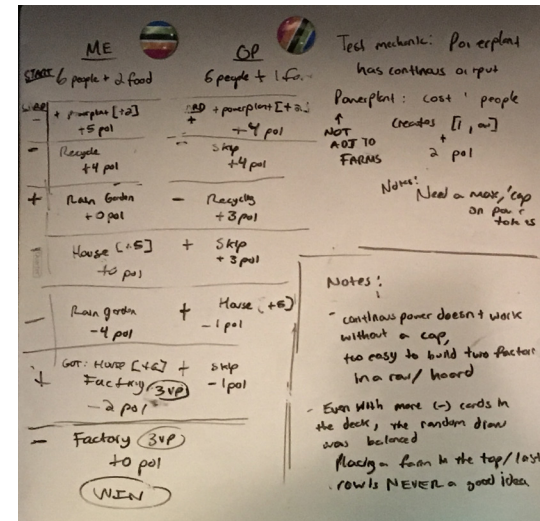 ME
OP
START 6 people + 2 food
6 people + 1
+ powerplant [+2]
+5 pol
+ powerplant [+2]
+4 pol
- Recycle
+4 pol
Skip
+4 pol
+ Rain Garden
+0 pol
- Recycling
+3 pol
House [+5]
+0 pol
+ Skip
+3 pol
- Rain garden
-4 pol
+ House [+5]
-1 pol
+ GOT: House [+6]
Factory 3VP
-2 pol
+ Skip
-1 pol
- Factory 3VP
+0 pol
WIN
Test mechanic: Powerplant
has continous output
Powerplant: cost 1 people
creates [1, ∞]
+
2 pol
↑
NOT
ADJ TO
FARMS
Notes:
Need a max/cap
on power
tokens
Notes:
- continous power doesn't work
without a cap,
too easy to build two factories
in a row/hoard
- Even with more (-) cards in
the deck, the random draw
was balanced
Placing a farm in the top/last
row is NEVER a good idea